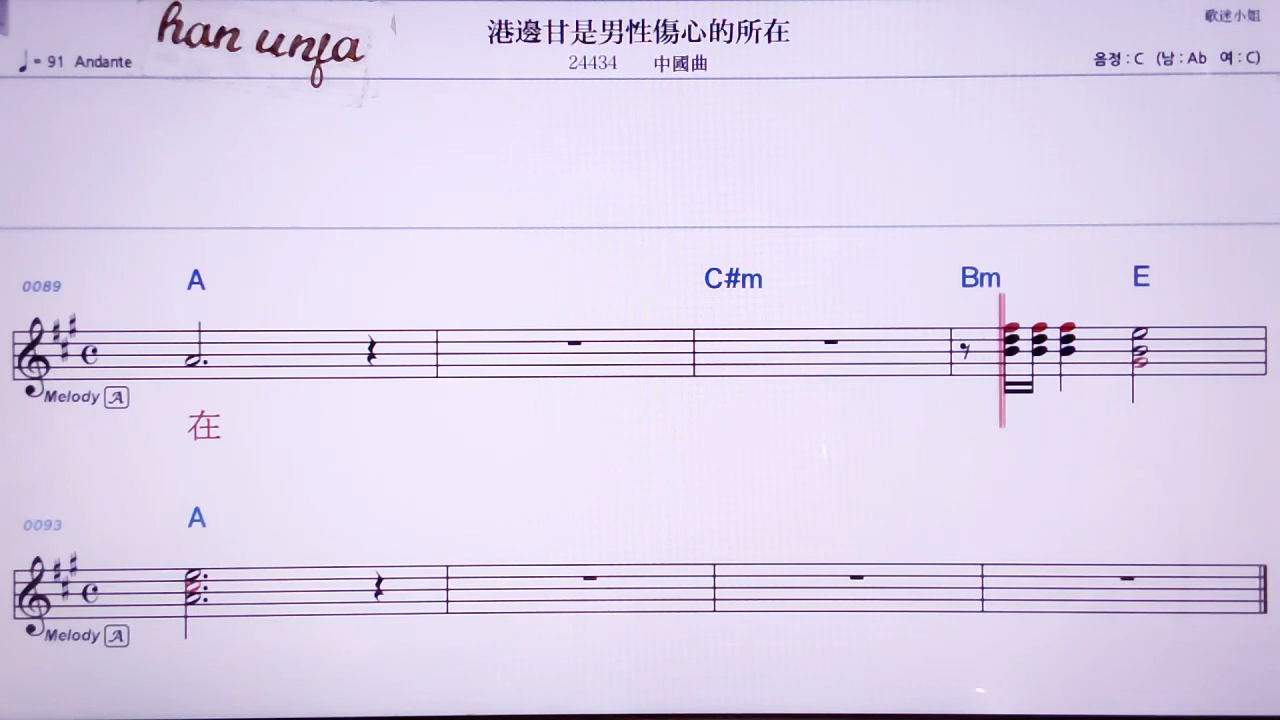 han unfa
港邊甘是男性傷心的所在
歌迷小姐
= 91 Andante
24434 中國曲
음정 : C (남 : Ab 여 : C)
0089
A C#m Bm E
Melody A
在
0093
A
Melody A